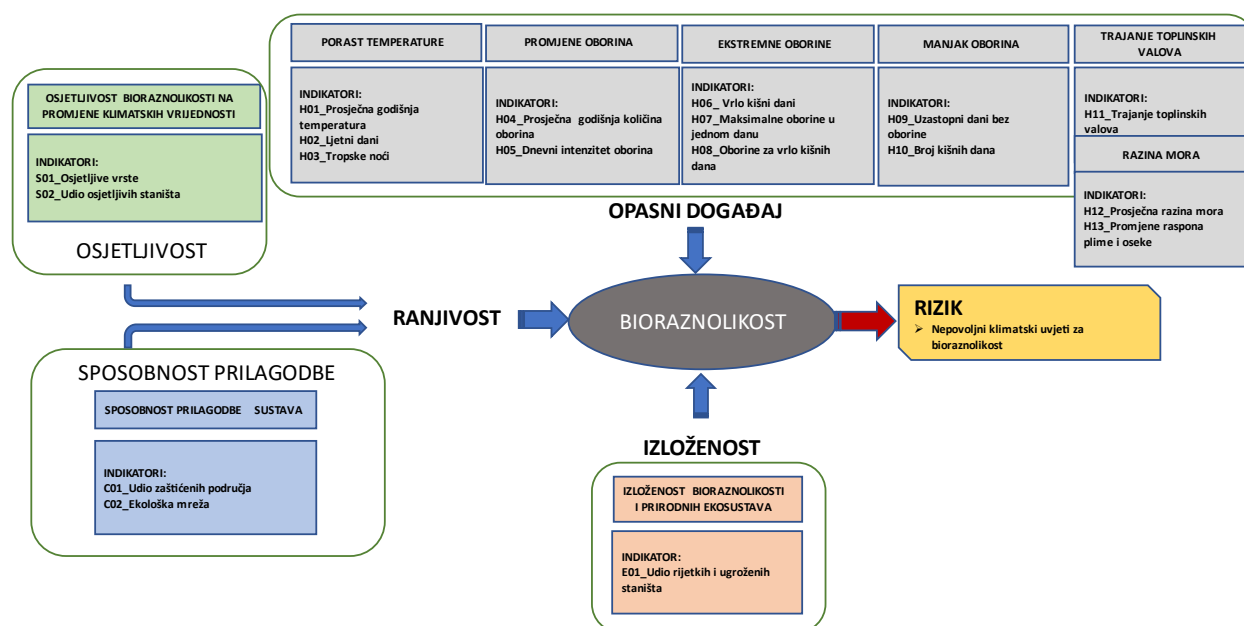 PORAST TEMPERATURE
INDIKATORI:
H01_Prosječna godišnja
temperatura
H02_Ljetni dani
H03_Tropske noći
PROMJENE OBORINA
INDIKATORI:
H04_Prosječna godišnja količina
oborina
H05_Dnevni intenzitet oborina
EKSTREMNE OBORINE
INDIKATORI:
H06_ Vrlo kišni dani
H07_Maksimalne oborine u
jednom danu
H08_Oborine za vrlo kišnih
dana
MANJAK OBORINA
INDIKATORI:
H09_Uzastopni dani bez
oborine
H10_Broj kišnih dana
TRAJANJE TOPLINSKIH
VALOVA
INDIKATORI:
H11_Trajanje toplinskih
valova
RAZINA MORA
INDIKATORI:
H12_Prosječna razina mora
H13_Promjene raspona
plime i oseke
OPASNI DOGAĐAJ
OSJETLJIVOST BIORAZNOLIKOSTI NA
PROMJENE KLIMATSKIH VRIJEDNOSTI
INDIKATORI:
S01_Osjetljive vrste
S02_Udio osjetljivih staništa
OSJETLJIVOST
RANJIVOST
BIORAZNOLIKOST
RIZIK
➢ Nepovoljni klimatski uvjeti za
bioraznolikost
SPOSOBNOST PRILAGODBE
SPOSOBNOST PRILAGODBE SUSTAVA
INDIKATORI:
C01_Udio zaštićenih područja
C02_Ekološka mreža
IZLOŽENOST
IZLOŽENOST BIORAZNOLIKOSTI
I PRIRODNIH EKOSUSTAVA
INDIKATOR:
E01_Udio rijetkih i ugroženih
staništa